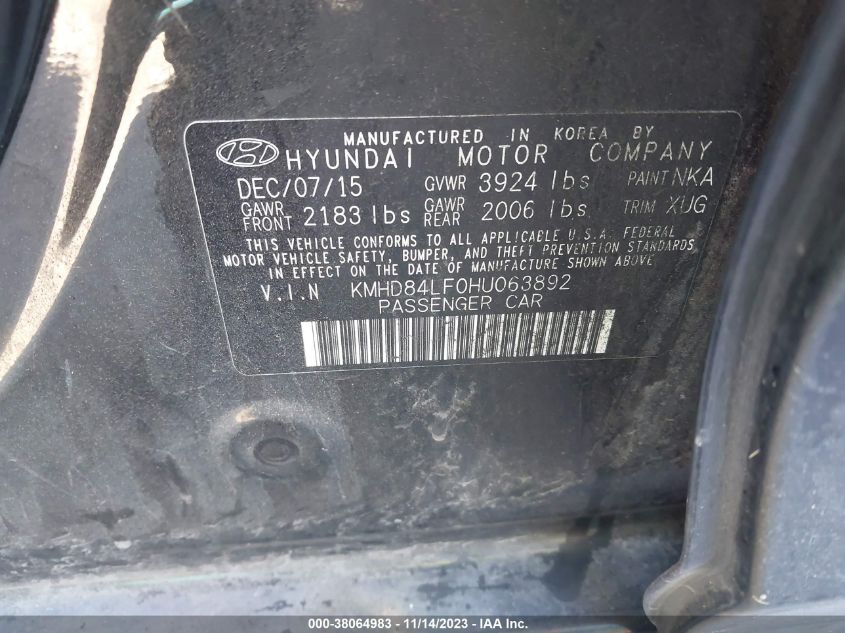 MANUFACTURED IN KOREA BY
HYUNDAI MOTOR COMPANY
DEC/07/15 GVWR 3924 lbs PAINT NKA
GAWR FRONT 2183 lbs GAWR REAR 2006 lbs TRIM XUG
THIS VEHICLE CONFORMS TO ALL APPLICABLE U.S.A. FEDERAL
MOTOR VEHICLE SAFETY, BUMPER, AND THEFT PREVENTION STANDARDS
IN EFFECT ON THE DATE OF MANUFACTURE SHOWN ABOVE
V.I.N KMHD84LF0HU063892
PASSENGER CAR
000-38064983 - 11/14/2023 - IAA Inc.